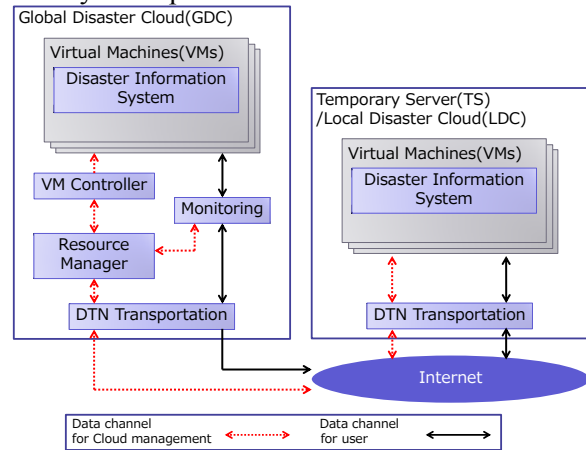 Global Disaster Cloud(GDC)
Virtual Machines(VMs)
Disaster Information
System
VM Controller
Monitoring
Resource
Manager
DTN Transportation
Temporary Server(TS)
/Local Disaster Cloud(LDC)
Virtual Machines(VMs)
Disaster Information
System
DTN Transportation
Internet
Data channel
for Cloud management
Data channel
for user